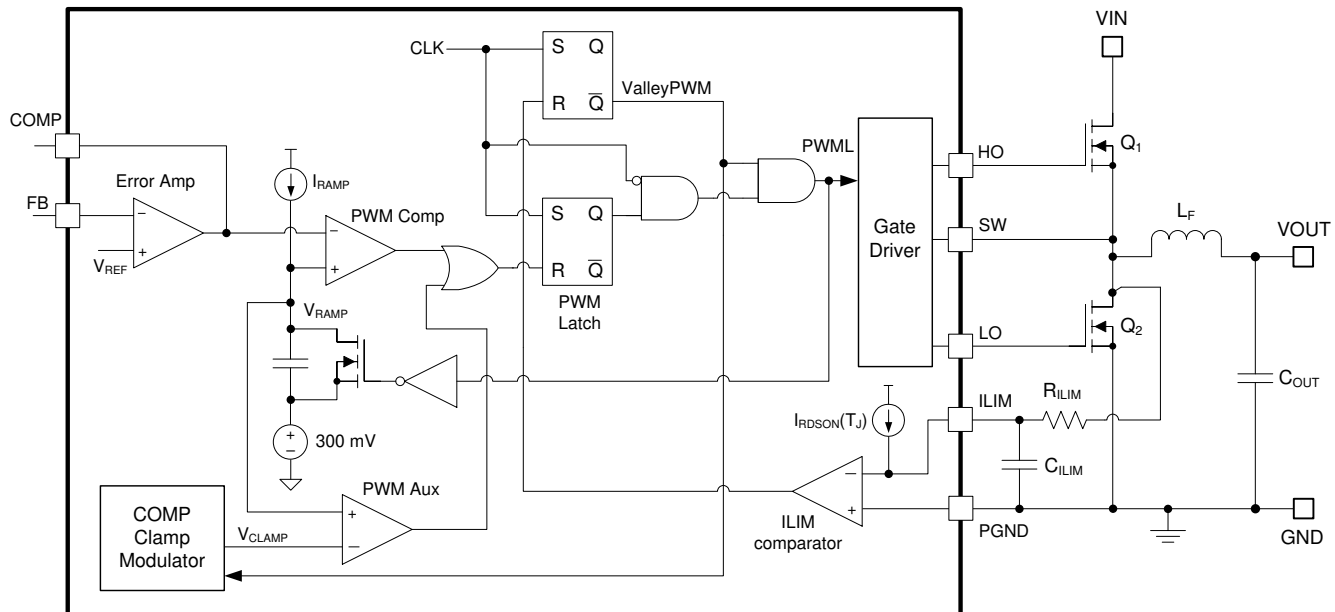 VIN
CLK
S Q
R Q
ValleyPWM
COMP
FB
Error Amp
−
+
VREF
IRAMP
PWM Comp
−
+
VRAMP
S Q
R Q
PWM
Latch
PWML
Gate
Driver
HO
Q1
SW
LF
VOUT
LO
Q2
COUT
ILIM
RILIM
CILIM
IRDSON(TJ)
+
−
300 mV
−
+
ILIM
comparator
PGND
GND
COMP
Clamp
Modulator
VCLAMP
PWM Aux
+
−